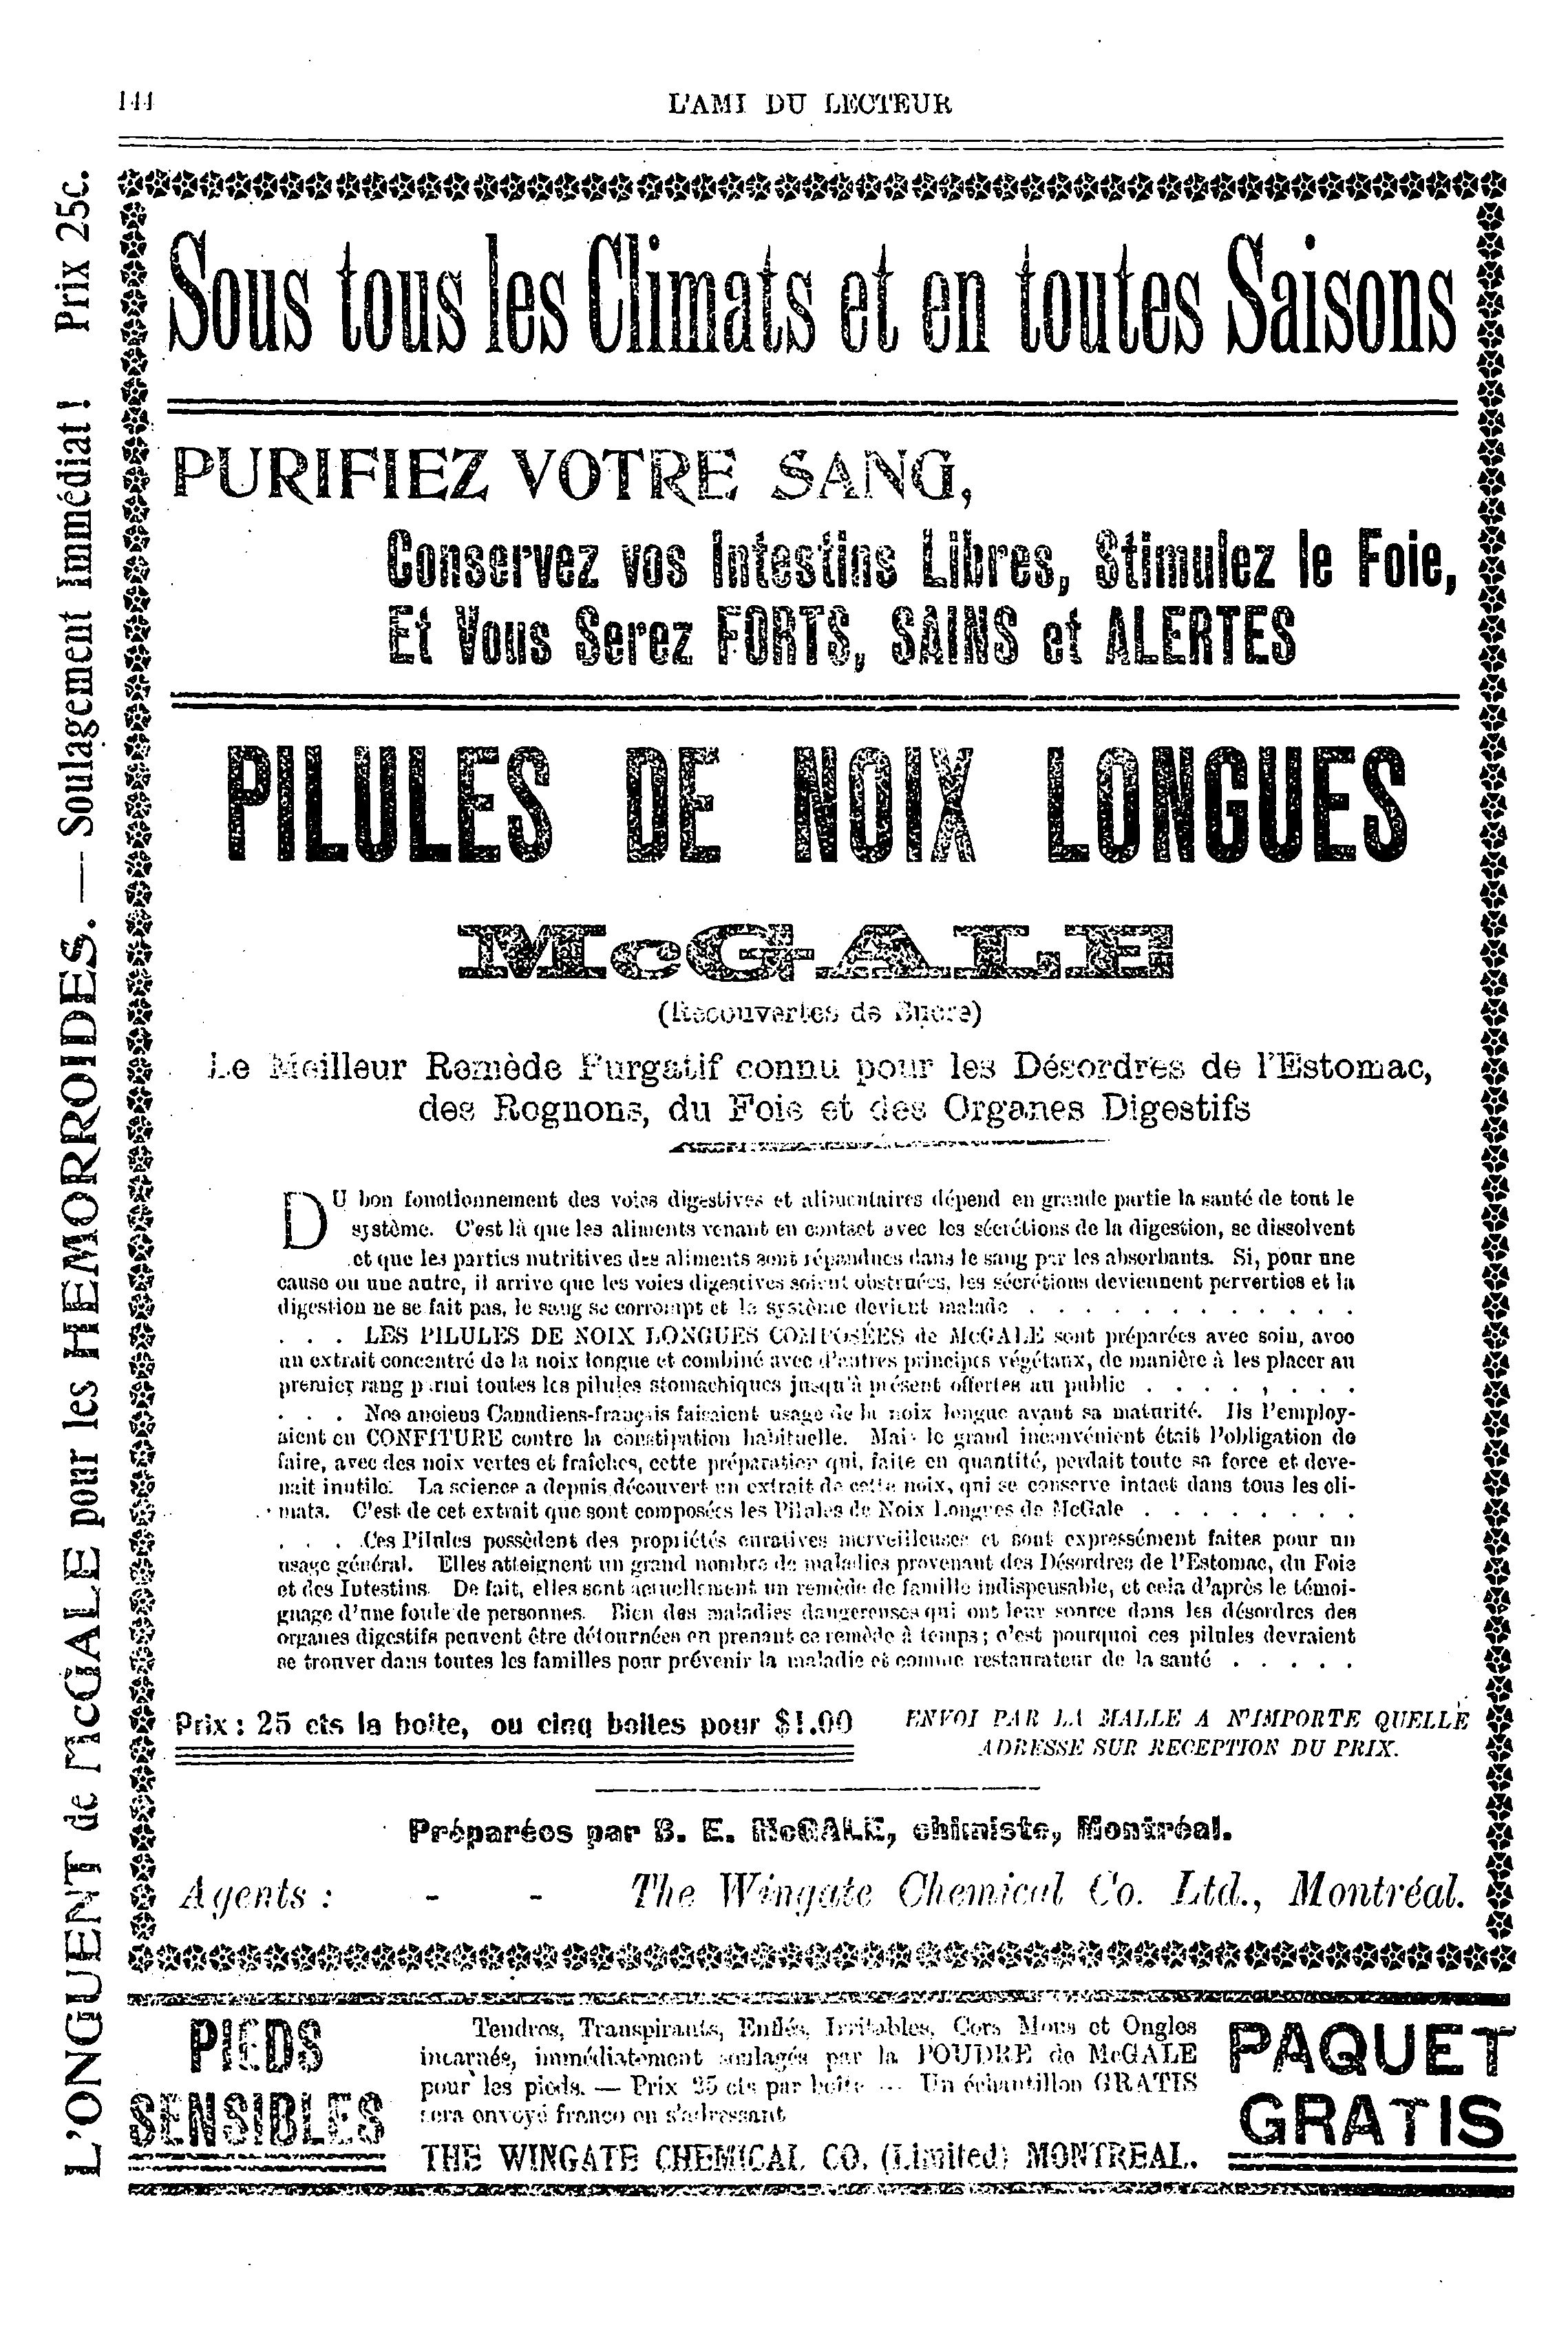 144
L'AMI DU LECTEUR
L'ONGUENT de McGALE pour les HEMORROIDES. — Soulagement Immédiat! Prix 25c.
Sous tous les Climats et en toutes Saisons
PURIFIEZ VOTRE SANG,
Conservez vos Intestins Libres, Stimulez le Foie,
Et Vous Serez FORTS, SAINS et ALERTES
PILULES DE NOIX LONGUES
McGALE
(Recouvertes de Sucre)
Le Meilleur Remède Purgatif connu pour les Désordres de l'Estomac,
des Rognons, du Foie et des Organes Digestifs
DU bon fonctionnement des voies digestives et alimentaires dépend en grande partie la santé de tout le
système. C'est là que les aliments venant en contact avec les sécrétions de la digestion, se dissolvent
et que les parties nutritives des aliments sont répandues dans le sang par les absorbants. Si, pour une
cause ou une autre, il arrive que les voies digestives soient obstruées, les sécrétions deviennent perverties et la
digestion ne se fait pas, le sang se corrompt et le système devient malade . . . . . . . . . . . . .
. . . LES PILULES DE NOIX LONGUES COMPOSÉES de McGALE sont préparées avec soin, avec
un extrait concentré de la noix longue et combiné avec d'autres principes végétaux, de manière à les placer au
premier rang parmi toutes les pilules stomachiques jusqu'à présent offertes au public . . . . . . . .
. . . Nos anciens Canadiens-français faisaient usage de la noix longue avant sa maturité. Ils l'employ-
aient en CONFITURE contre la constipation habituelle. Mais le grand inconvénient était l'obligation de
faire, avec des noix vertes et fraîches, cette préparation qui, faite en quantité, perdait toute sa force et deve-
nait inutile. La science a depuis découvert un extrait de cette noix, qui se conserve intact dans tous les cli-
mats. C'est de cet extrait que sont composées les Pilules de Noix Longues de McGale . . . . . . . .
. . . . Ces Pilules possèdent des propriétés curatives merveilleuses et sont expressément faites pour un
usage général. Elles atteignent un grand nombre de maladies provenant des Désordres de l'Estomac, du Foie
et des Intestins. De fait, elles sont actuellement un remède de famille indispensable, et cela d'après le témoi-
gnage d'une foule de personnes. Bien des maladies dangereuses qui ont leur source dans les désordres des
organes digestifs peuvent être détournées en prenant ce remède à temps; c'est pourquoi ces pilules devraient
se trouver dans toutes les familles pour prévenir la maladie et comme restaurateur de la santé . . . . .
Prix: 25 cts la boîte, ou cinq boîtes pour $1.00
ENVOI PAR LA MALLE A N'IMPORTE QUELLE
ADRESSE SUR RECEPTION DU PRIX.
Préparées par B. E. McGALE, chimiste, Montréal.
Agents: - - The Wingate Chemical Co. Ltd., Montréal.
PIEDS
SENSIBLES
Tendres, Transpirants, Enflés, Irritables, Cors Mous et Ongles
incarnés, immédiatement soulagés par la POUDRE de McGALE
pour les pieds. — Prix 25 cts par boîte — Un échantillon GRATIS
sera envoyé franco en s'adressant
THE WINGATE CHEMICAL CO. (Limited) MONTREAL.
PAQUET
GRATIS